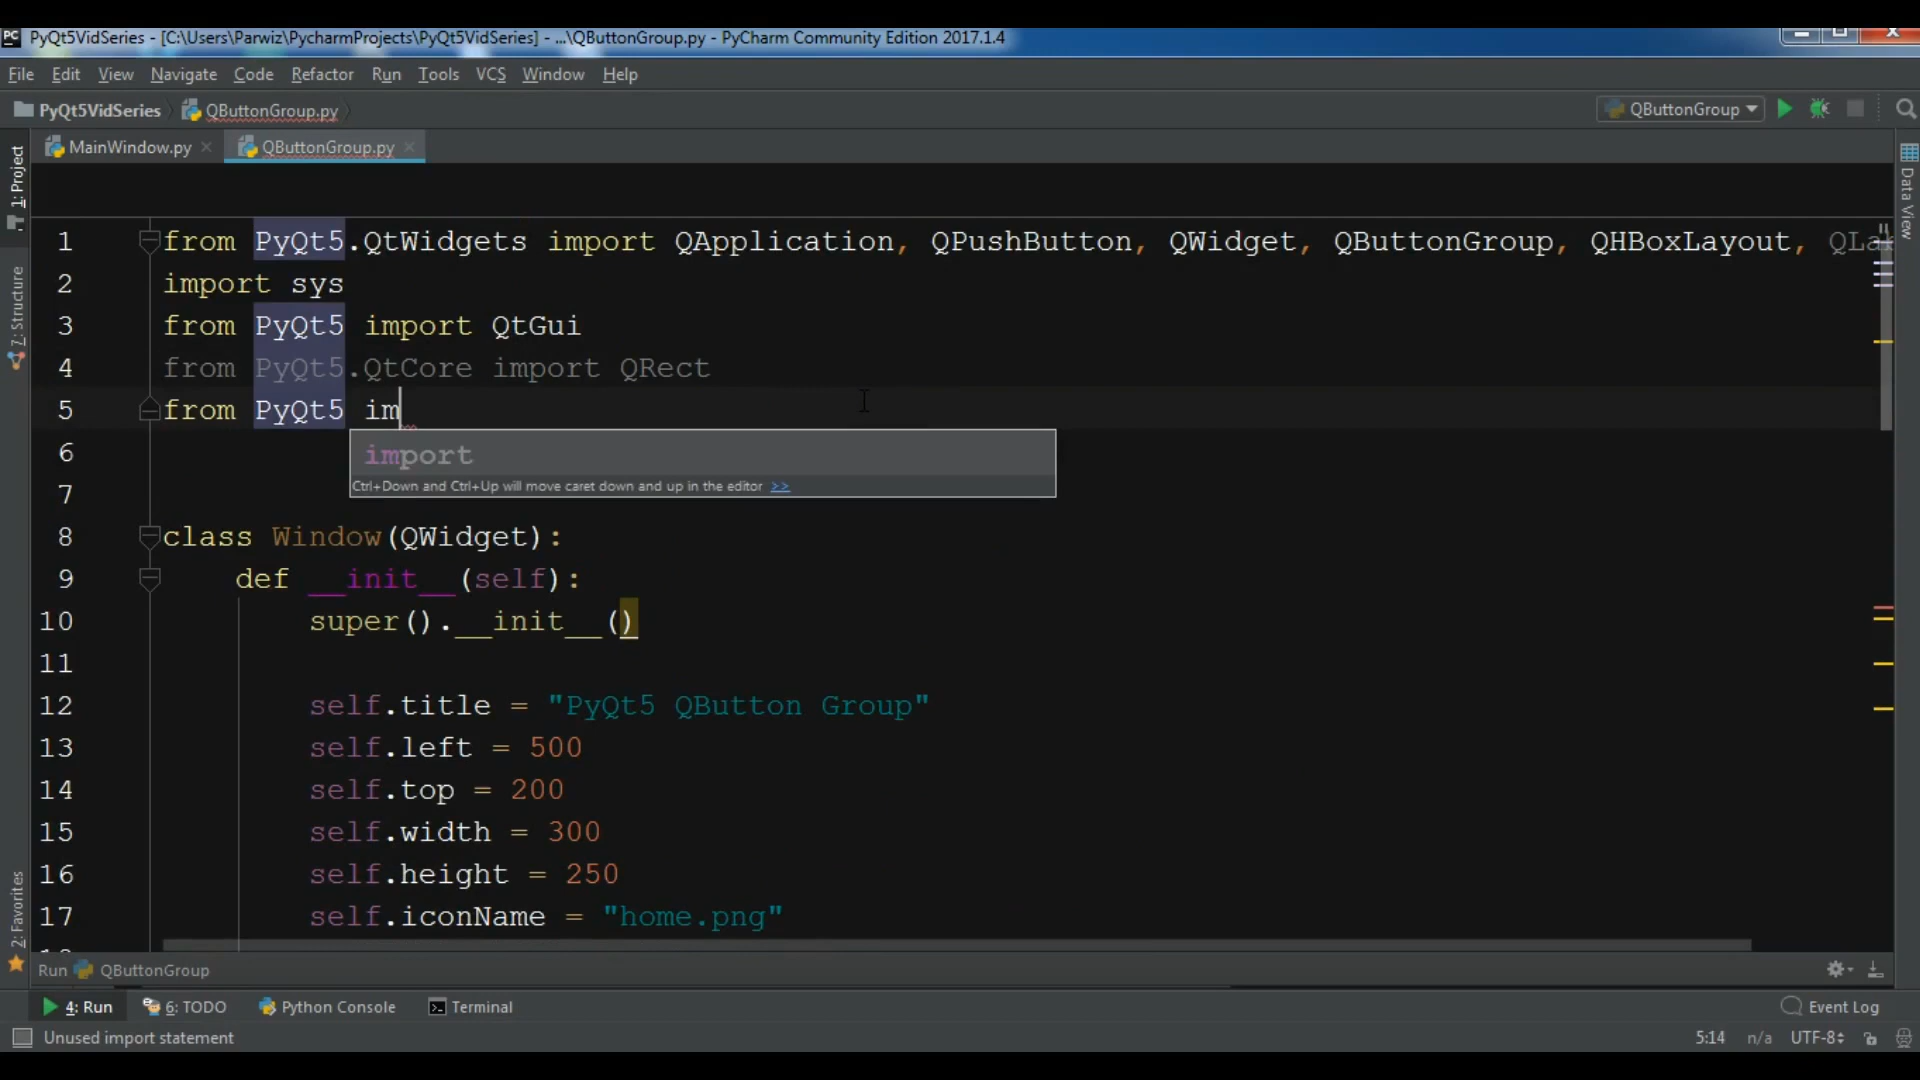 PC PyQt5VidSeries - [C:\Users\Parwiz\PycharmProjects\PyQt5VidSeries] - ...\QButtonGroup.py - PyCharm Community Edition 2017.1.4
File Edit View Navigate Code Refactor Run Tools VCS Window Help
PyQt5VidSeries QButtonGroup.py QButtonGroup
1: Project
MainWindow.py QButtonGroup.py
Data View
1 from PyQt5.QtWidgets import QApplication, QPushButton, QWidget, QButtonGroup, QHBoxLayout,
2 import sys
7: Structure
3 from PyQt5 import QtGui
4 from PyQt5.QtCore import QRect
5 from PyQt5 im
import
Ctrl+Down and Ctrl+Up will move caret down and up in the editor >>
6
7
8 class Window(QWidget):
9 def __init__(self):
10 super().__init__()
11
12 self.title = "PyQt5 QButton Group"
13 self.left = 500
14 self.top = 200
15 self.width = 300
16 self.height = 250
17 self.iconName = "home.png"
2: Favorites
Run QButtonGroup
4: Run 6: TODO Python Console Terminal Event Log
Unused import statement 5:14 n/a UTF-8